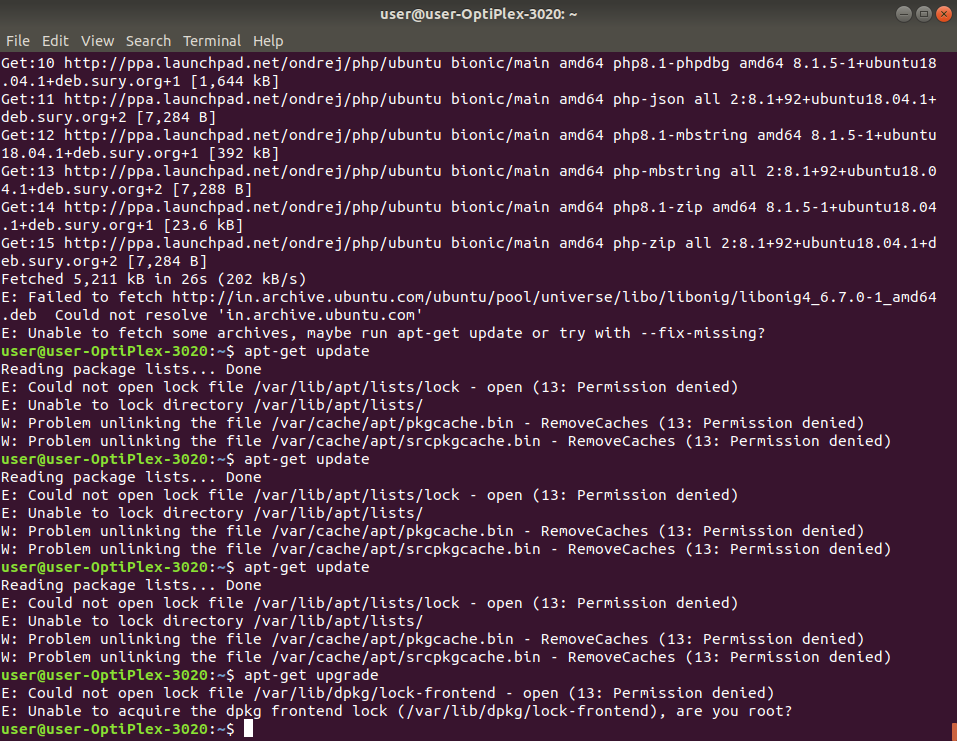 user@user-OptiPlex-3020: ~
File Edit View Search Terminal Help
Get:10 http://ppa.launchpad.net/ondrej/php/ubuntu bionic/main amd64 php8.1-phpdbg amd64 8.1.5-1+ubuntu18
.04.1+deb.sury.org+1 [1,644 kB]
Get:11 http://ppa.launchpad.net/ondrej/php/ubuntu bionic/main amd64 php-json all 2:8.1+92+ubuntu18.04.1+
deb.sury.org+2 [7,284 B]
Get:12 http://ppa.launchpad.net/ondrej/php/ubuntu bionic/main amd64 php8.1-mbstring amd64 8.1.5-1+ubuntu
18.04.1+deb.sury.org+1 [392 kB]
Get:13 http://ppa.launchpad.net/ondrej/php/ubuntu bionic/main amd64 php-mbstring all 2:8.1+92+ubuntu18.0
4.1+deb.sury.org+2 [7,288 B]
Get:14 http://ppa.launchpad.net/ondrej/php/ubuntu bionic/main amd64 php8.1-zip amd64 8.1.5-1+ubuntu18.04
.1+deb.sury.org+1 [23.6 kB]
Get:15 http://ppa.launchpad.net/ondrej/php/ubuntu bionic/main amd64 php-zip all 2:8.1+92+ubuntu18.04.1+d
eb.sury.org+2 [7,284 B]
Fetched 5,211 kB in 26s (202 kB/s)
E: Failed to fetch http://in.archive.ubuntu.com/ubuntu/pool/universe/libo/libonig/libonig4_6.7.0-1_amd64
.deb  Could not resolve 'in.archive.ubuntu.com'
E: Unable to fetch some archives, maybe run apt-get update or try with --fix-missing?
user@user-OptiPlex-3020:~$ apt-get update
Reading package lists... Done
E: Could not open lock file /var/lib/apt/lists/lock - open (13: Permission denied)
E: Unable to lock directory /var/lib/apt/lists/
W: Problem unlinking the file /var/cache/apt/pkgcache.bin - RemoveCaches (13: Permission denied)
W: Problem unlinking the file /var/cache/apt/srcpkgcache.bin - RemoveCaches (13: Permission denied)
user@user-OptiPlex-3020:~$ apt-get update
Reading package lists... Done
E: Could not open lock file /var/lib/apt/lists/lock - open (13: Permission denied)
E: Unable to lock directory /var/lib/apt/lists/
W: Problem unlinking the file /var/cache/apt/pkgcache.bin - RemoveCaches (13: Permission denied)
W: Problem unlinking the file /var/cache/apt/srcpkgcache.bin - RemoveCaches (13: Permission denied)
user@user-OptiPlex-3020:~$ apt-get update
Reading package lists... Done
E: Could not open lock file /var/lib/apt/lists/lock - open (13: Permission denied)
E: Unable to lock directory /var/lib/apt/lists/
W: Problem unlinking the file /var/cache/apt/pkgcache.bin - RemoveCaches (13: Permission denied)
W: Problem unlinking the file /var/cache/apt/srcpkgcache.bin - RemoveCaches (13: Permission denied)
user@user-OptiPlex-3020:~$ apt-get upgrade
E: Could not open lock file /var/lib/dpkg/lock-frontend - open (13: Permission denied)
E: Unable to acquire the dpkg frontend lock (/var/lib/dpkg/lock-frontend), are you root?
user@user-OptiPlex-3020:~$